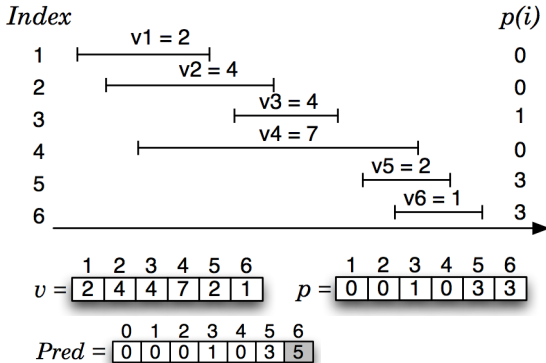 Index p(i)
v1 = 2
1 0
v2 = 4
2 0
v3 = 4
3 1
v4 = 7
4 0
v5 = 2
5 3
v6 = 1
6 3
1 2 3 4 5 6
v = 2 4 4 7 2 1
1 2 3 4 5 6
p = 0 0 1 0 3 3
0 1 2 3 4 5 6
Pred = 0 0 0 1 0 3 5